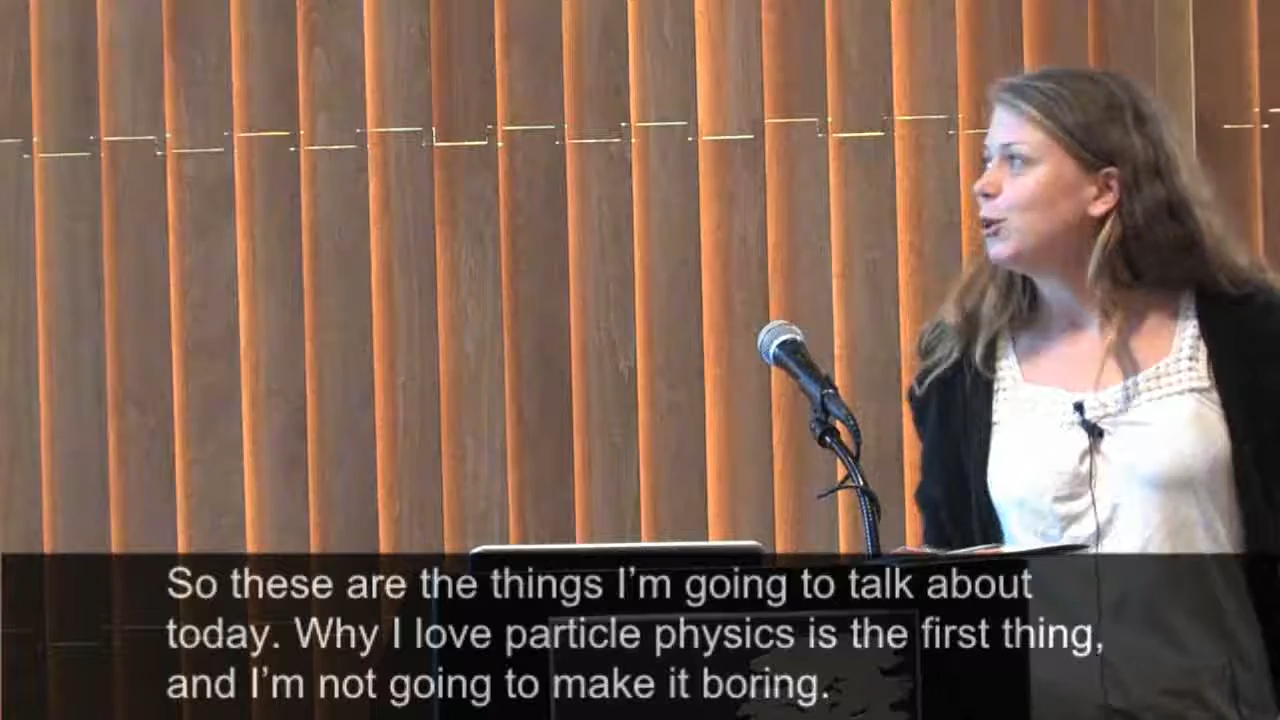 So these are the things I’m going to talk about
today. Why I love particle physics is the first thing,
and I’m not going to make it boring.